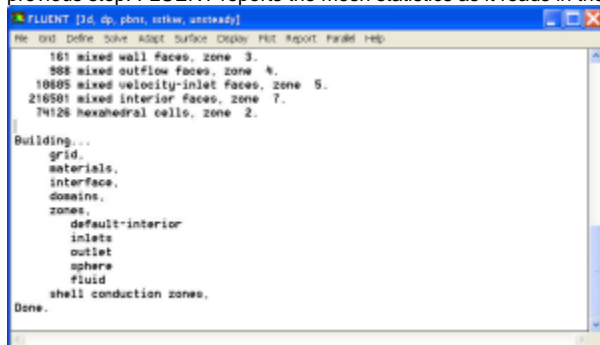 previous step. FLUENT reports the mesh statistics as it reads in the
FLUENT [3d, dp, pbns, sstkw, unsteady]
File Grid Define Solve Adapt Surface Display Plot Report Parallel Help
161 mixed wall faces, zone 3.
988 mixed outflow faces, zone 4.
10605 mixed velocity-inlet faces, zone 5.
216501 mixed interior faces, zone 7.
74126 hexahedral cells, zone 2.
Building...
grid,
materials,
interface,
domains,
zones,
default-interior
inlets
outlet
sphere
fluid
shell conduction zones,
Done.